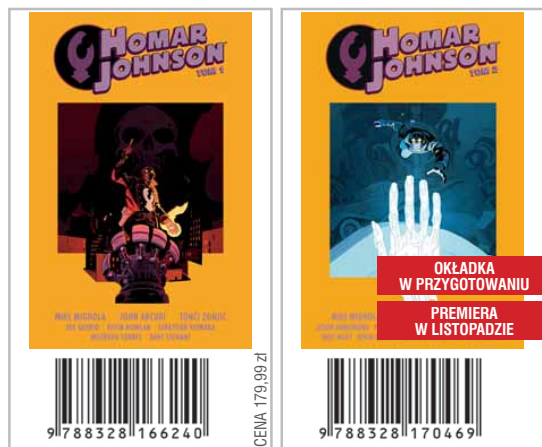 HOMAR
JOHNSON
TOM 1
MIKE MIGNOLA JOHN ARCUDI TONČI ZONJIC
CENA 179,99 zł
9 788328 166240
HOMAR
JOHNSON
TOM 2
OKŁADKA
W PRZYGOTOWANIU
PREMIERA
W LISTOPADZIE
MIKE MIGNOLA
9 788328 170469